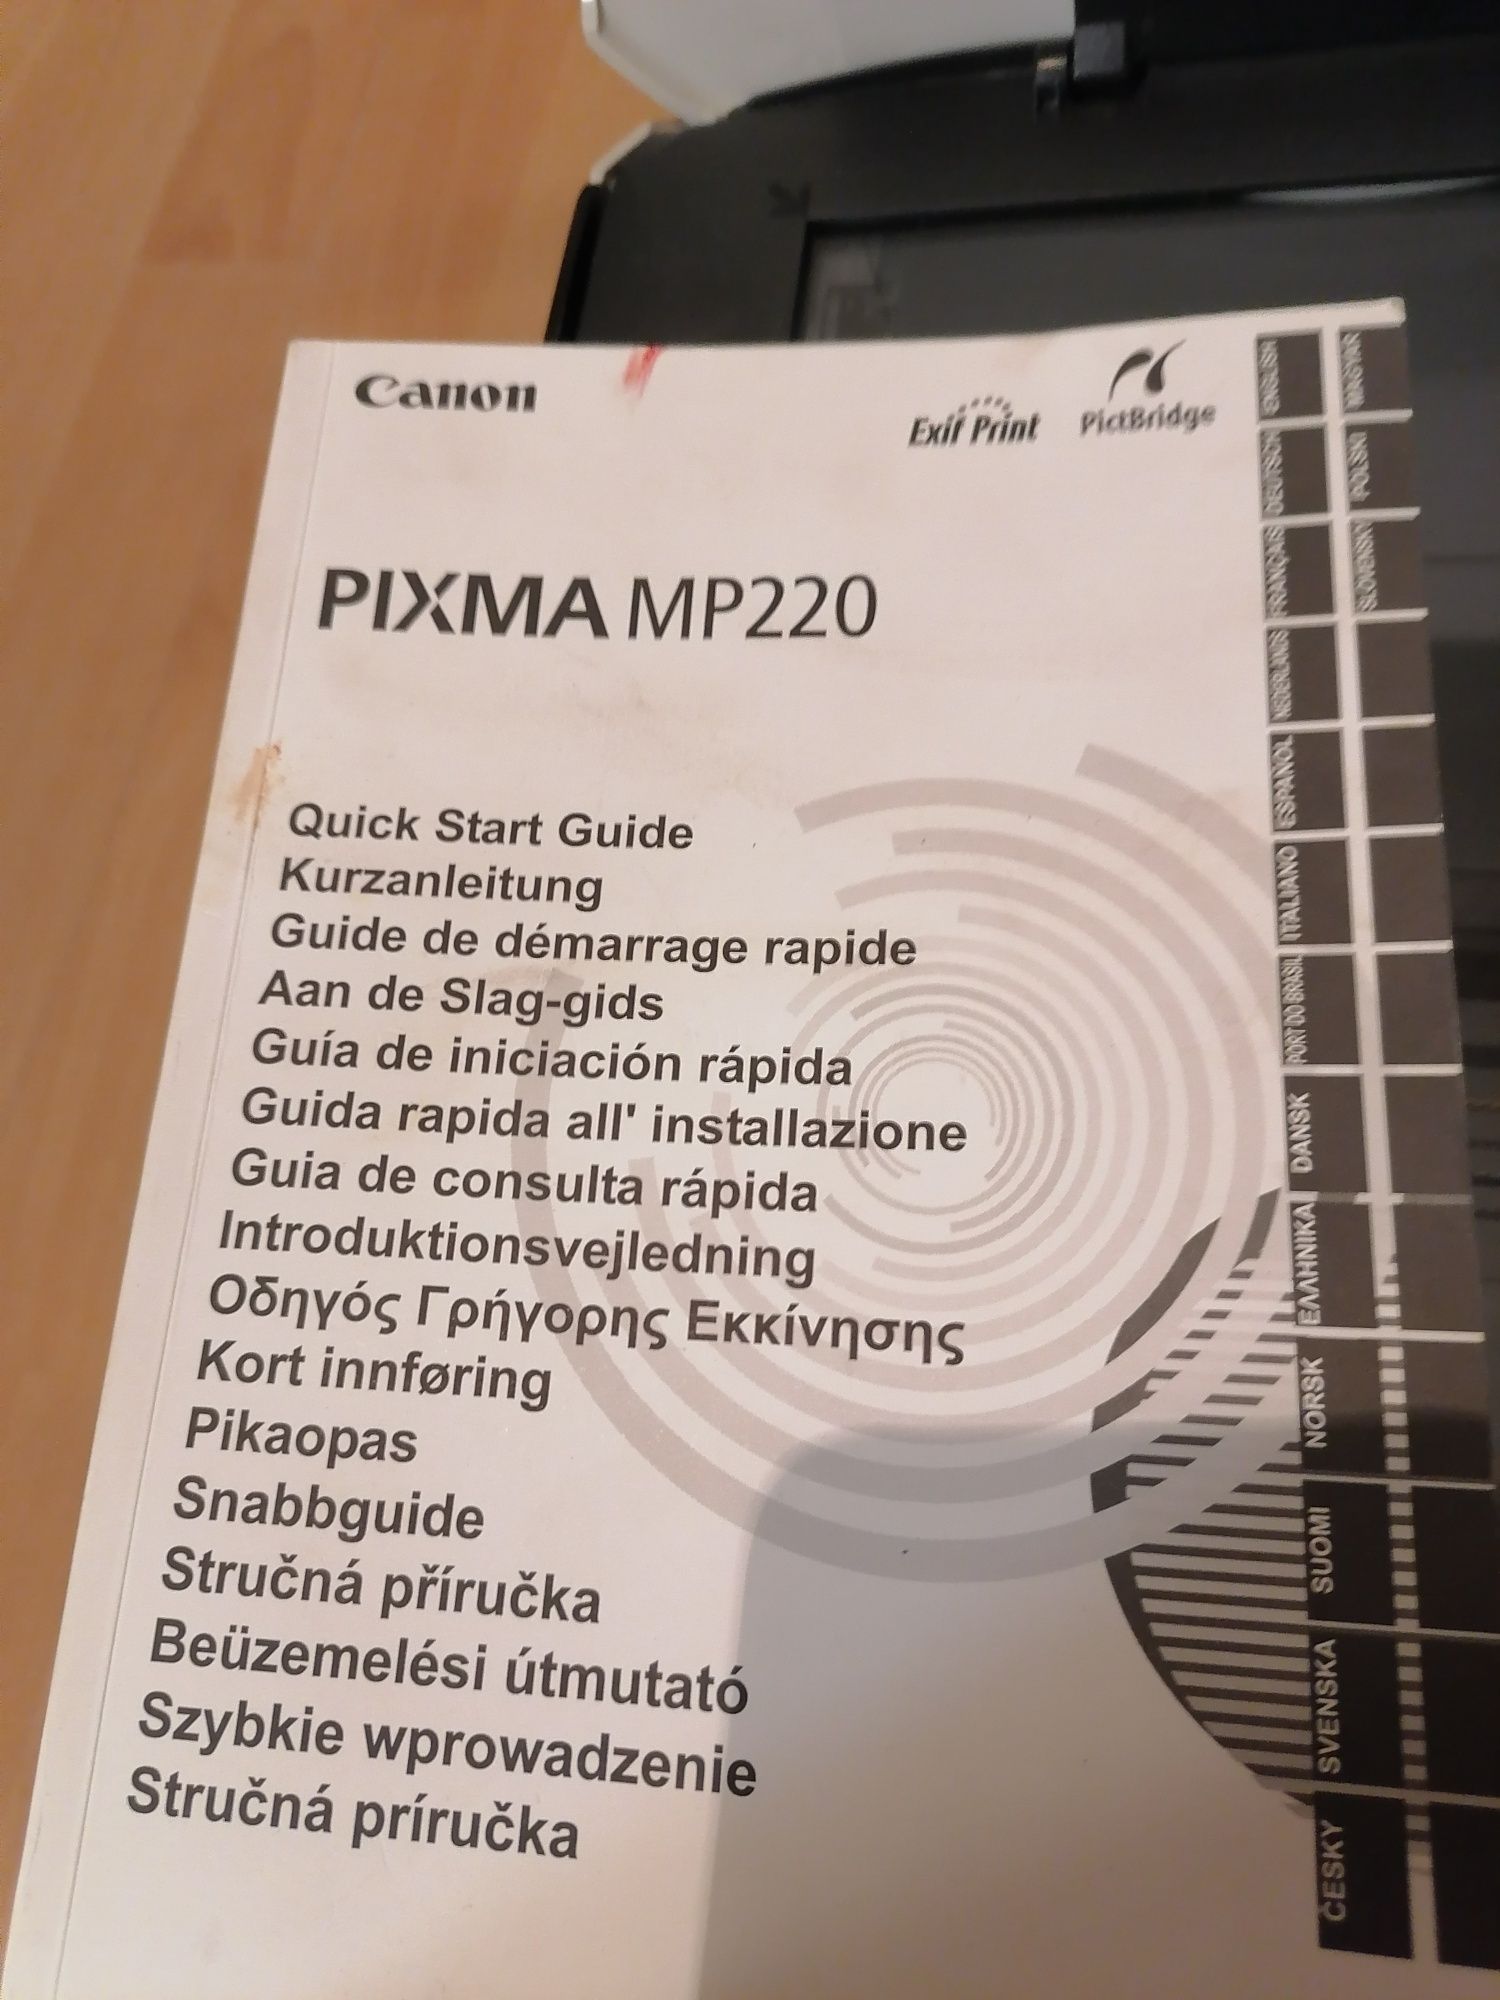 Canon
Exif Print
PictBridge
PIXMA MP220
Quick Start Guide
Kurzanleitung
Guide de démarrage rapide
Aan de Slag-gids
Guía de iniciación rápida
Guida rapida all' installazione
Guia de consulta rápida
Introduktionsvejledning
Οδηγός Γρήγορης Εκκίνησης
Kort innføring
Pikaopas
Snabbguide
Stručná příručka
Beüzemelési útmutató
Szybkie wprowadzenie
Stručná príručka
ENGLISH
DEUTSCH
FRANÇAIS
NEDERLANDS
ESPAÑOL
ITALIANO
PORT DO BRASIL
DANSK
ΕΛΛΗΝΙΚΑ
NORSK
SUOMI
SVENSKA
ČESKY
MAGYAR
POLSKI
SLOVENSKY